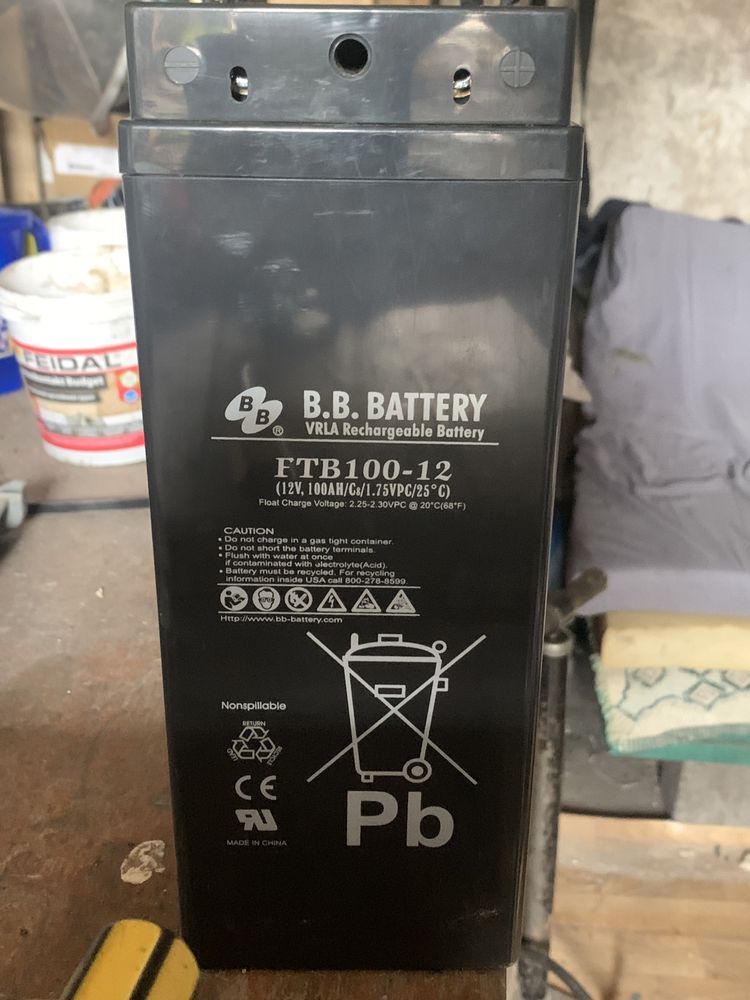 B B ®
B.B. BATTERY
VRLA Rechargeable Battery
FTB100-12
(12V, 100AH/C8/1.75VPC/25°C)
Float Charge Voltage: 2.25-2.30VPC @ 20°C(68°F)
CAUTION
• Do not charge in a gas tight container.
• Do not short the battery terminals.
• Flush with water at once
if contaminated with electrolyte(Acid).
• Battery must be recycled. For recycling
information inside USA call 800-278-8599
Http://www.bb-battery.com
Nonspillable
RETURN
LEAD
RECYCLE
CE
Pb
MADE IN CHINA
FEIDAL
Budget